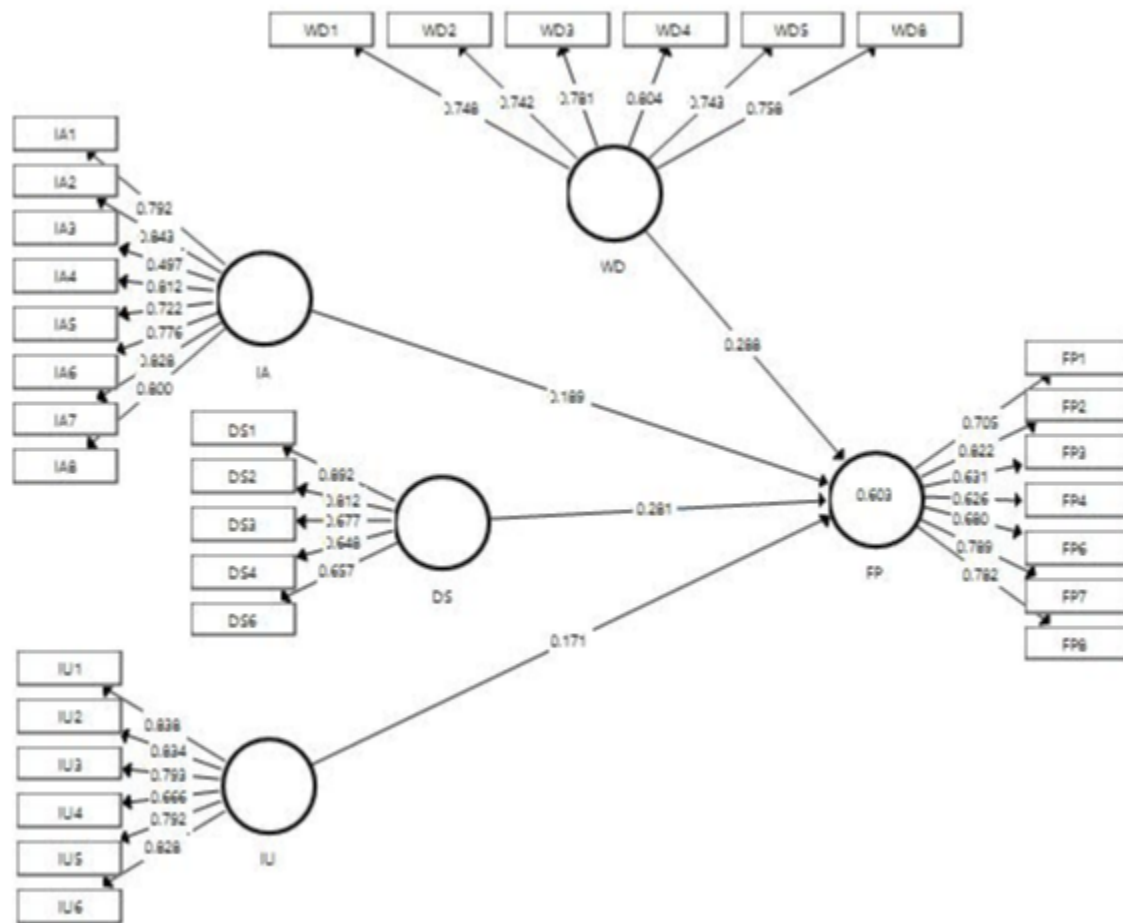 WD1 WD2 WD3 WD4 WD5 WD6
0.748 0.742 0.781 0.804 0.743 0.758
WD
IA1
IA2
IA3
IA4
IA5
IA6
IA7
IA8
0.792
0.843
0.497
0.812
0.722
0.776
0.828
0.800
IA
0.288
0.189
DS1
DS2
DS3
DS4
DS6
0.892
0.812
0.677
0.648
0.657
DS
0.281
0.603
FP
FP1
FP2
FP3
FP4
FP6
FP7
FP8
0.705
0.822
0.631
0.626
0.680
0.789
0.782
0.171
IU1
IU2
IU3
IU4
IU5
IU6
0.838
0.834
0.793
0.666
0.792
0.828
IU